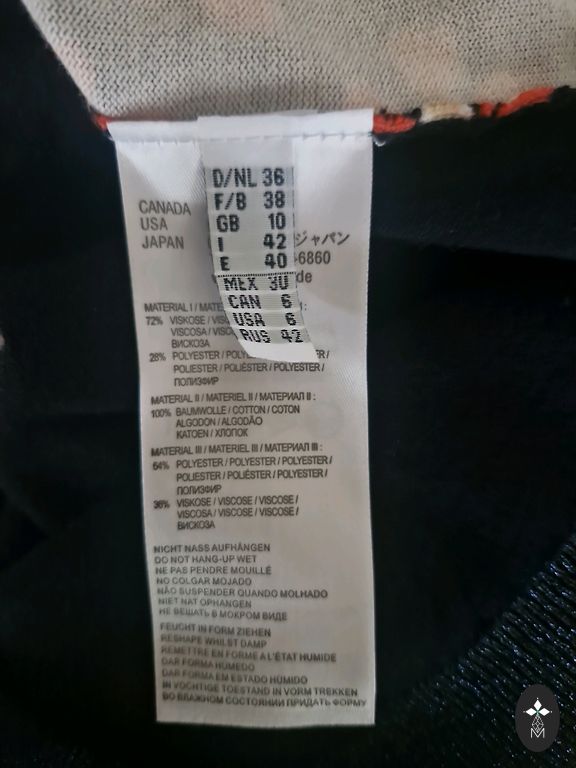 D/NL 36
F/B 38
GB 10
I 42
E 40
MEX 30
CAN 6
USA 6
RUS 42
CANADA
USA
JAPAN
ジャパン
6860
de
MATERIAL I / MATE
72% VISKOSE / VIS
VISCOSA / VISC
ВИСКОЗА
28% POLYESTER / POLYE
POLIESTER / POLIÉSTER / POLYESTER /
ПОЛИЭФИР
MATERIAL II / MATERIEL II / МАТЕРИАЛ II :
100% BAUMWOLLE / COTTON / COTON
ALGODON / ALGODÃO
KATOEN / ХЛОПОК
MATERIAL III / MATERIEL III / МАТЕРИАЛ III :
64% POLYESTER / POLYESTER / POLYESTER /
POLIESTER / POLIÉSTER / POLYESTER /
ПОЛИЭФИР
36% VISKOSE / VISCOSE / VISCOSE /
VISCOSA / VISCOSE / VISCOSE /
ВИСКОЗА
NICHT NASS AUFHÄNGEN
DO NOT HANG-UP WET
NE PAS PENDRE MOUILLÉ
NO COLGAR MOJADO
NÃO SUSPENDER QUANDO MOLHADO
NIET NAT OPHANGEN
НЕ ВЕШАТЬ В МОКРОМ ВИДЕ
FEUCHT IN FORM ZIEHEN
RESHAPE WHILST DAMP
REMETTRE EN FORME A L'ÉTAT HUMIDE
DAR FORMA HÚMEDO
DAR FORMA EM ESTADO HÚMIDO
IN VOCHTIGE TOESTAND IN VORM TREKKEN
ВО ВЛАЖНОМ СОСТОЯНИИ ПРИДАТЬ ФОРМУ
M